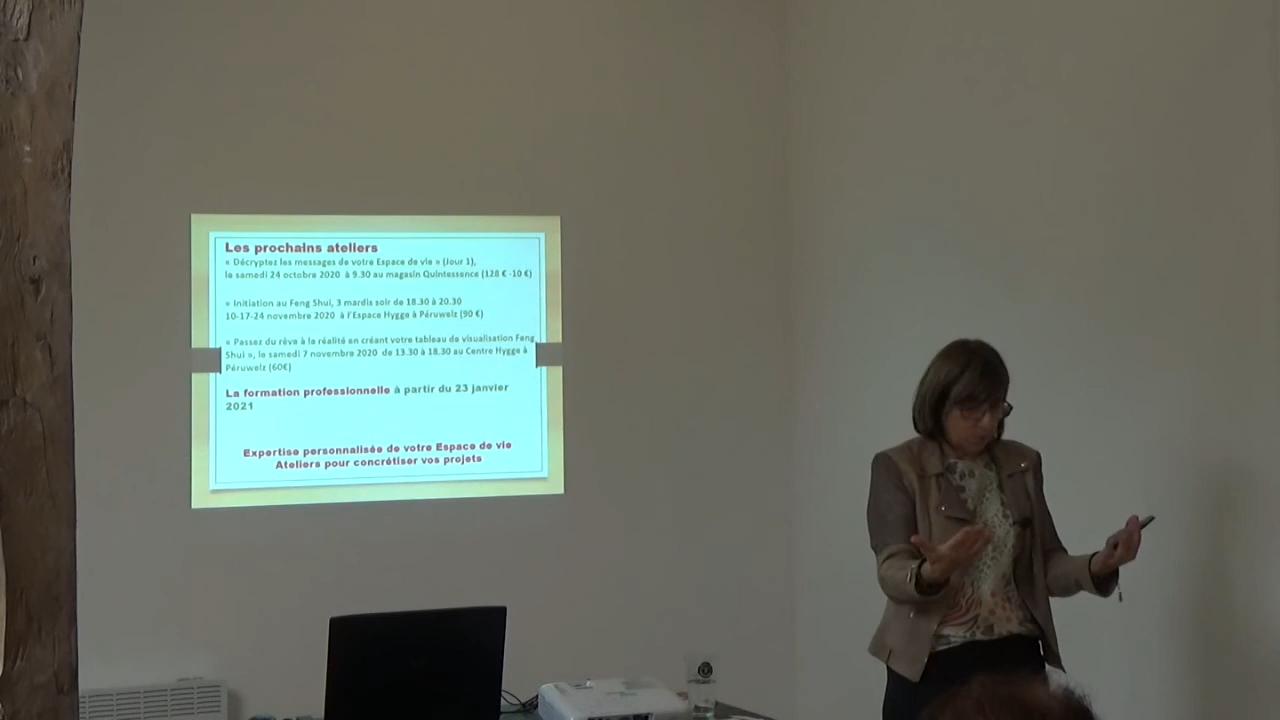 Les prochains ateliers
« Décryptez les messages de votre Espace de vie » (Jour 1),
le samedi 24 octobre 2020 à 9.30 au magasin Quintessence (128 € -10 €)
« Initiation au Feng Shui, 3 mardis soir de 18.30 à 20.30
10-17-24 novembre 2020 à l'Espace Hygge à Péruwelz (90 €)
« Passez du rêve à la réalité en créant votre tableau de visualisation Feng
Shui », le samedi 7 novembre 2020 de 13.30 à 18.30 au Centre Hygge à
Péruwelz (60€)
La formation professionnelle à partir du 23 janvier
2021
Expertise personnalisée de votre Espace de vie
Ateliers pour concrétiser vos projets